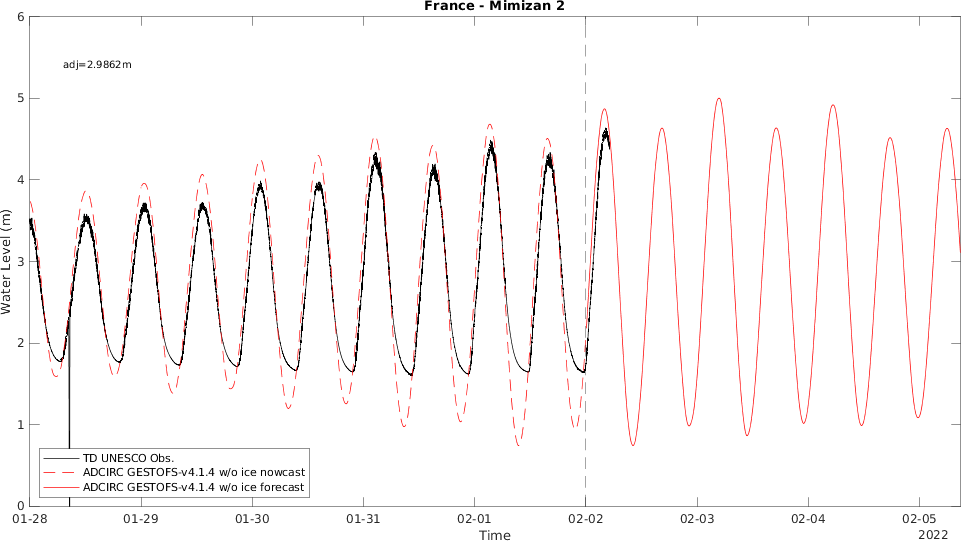 France - Mimizan 2
adj=2.9862m
6
5
4
3
2
1
0
Water Level (m)
TD UNESCO Obs.
ADCIRC GESTOFS-v4.1.4 w/o ice nowcast
ADCIRC GESTOFS-v4.1.4 w/o ice forecast
01-28 01-29 01-30 01-31 02-01 02-02 02-03 02-04 02-05
Time
2022